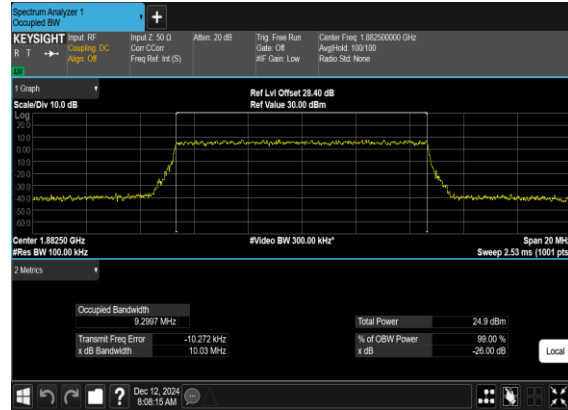 Spectrum Analyzer 1
Occupied BW
+
KEYSIGHT
R T
LXI
Input: RF
Coupling: DC
Align: Off
Input Z: 50 Ω
Corr CCorr
Freq Ref: Int (S)
Atten: 20 dB
Trig: Free Run
Gate: Off
#IF Gain: Low
Center Freq: 1.882500000 GHz
Avg|Hold: 100/100
Radio Std: None
1 Graph
Scale/Div 10.0 dB
Ref Lvl Offset 28.40 dB
Ref Value 30.00 dBm
Log
20.0
10.0
0.00
-10.0
-20.0
-30.0
-40.0
-50.0
-60.0
Center 1.88250 GHz
#Res BW 100.00 kHz
#Video BW 300.00 kHz*
Span 20 MHz
Sweep 2.53 ms (1001 pts)
2 Metrics
Occupied Bandwidth
9.2997 MHz
Total Power 24.9 dBm
Transmit Freq Error -10.272 kHz
% of OBW Power 99.00 %
x dB Bandwidth 10.03 MHz
x dB -26.00 dB
Local
?
Dec 12, 2024
8:08:15 AM